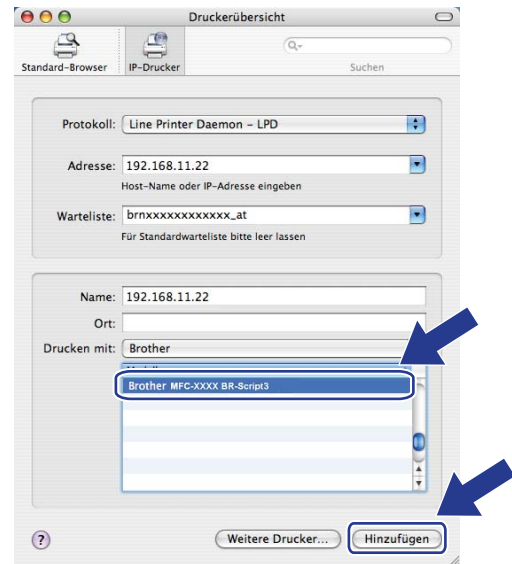 Druckerübersicht
Standard-Browser
IP-Drucker
Suchen
Protokoll: Line Printer Daemon – LPD
Adresse: 192.168.11.22
Host-Name oder IP-Adresse eingeben
Warteliste: brnxxxxxxxxxxxx_at
Für Standardwarteliste bitte leer lassen
Name: 192.168.11.22
Ort:
Drucken mit: Brother
Brother MFC-XXXX BR-Script3
? Weitere Drucker... Hinzufügen